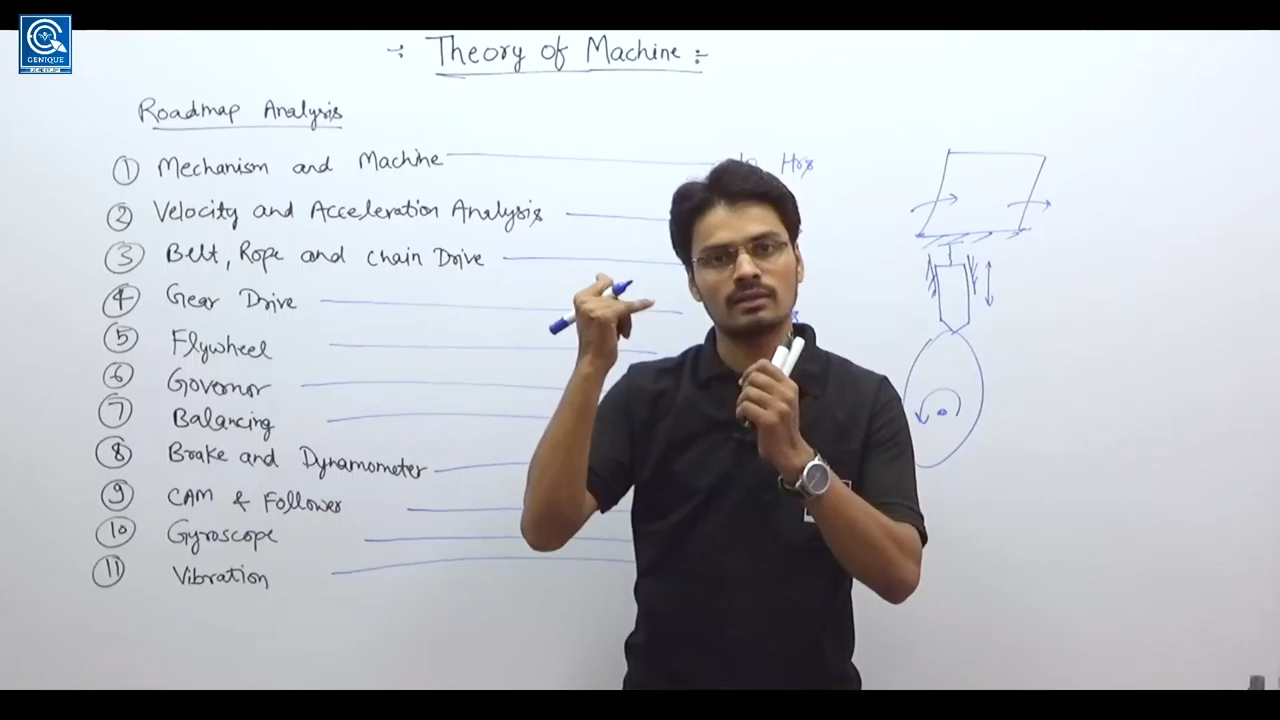 GENIQUE
Theory of Machine
Roadmap Analysis
1 Mechanism and Machine Hrs
2 Velocity and Acceleration Analysis
3 Belt, Rope and chain Drive
4 Gear Drive
5 Flywheel
6 Governor
7 Balancing
8 Brake and Dynamometer
9 CAM & Follower
10 Gyroscope
11 Vibration